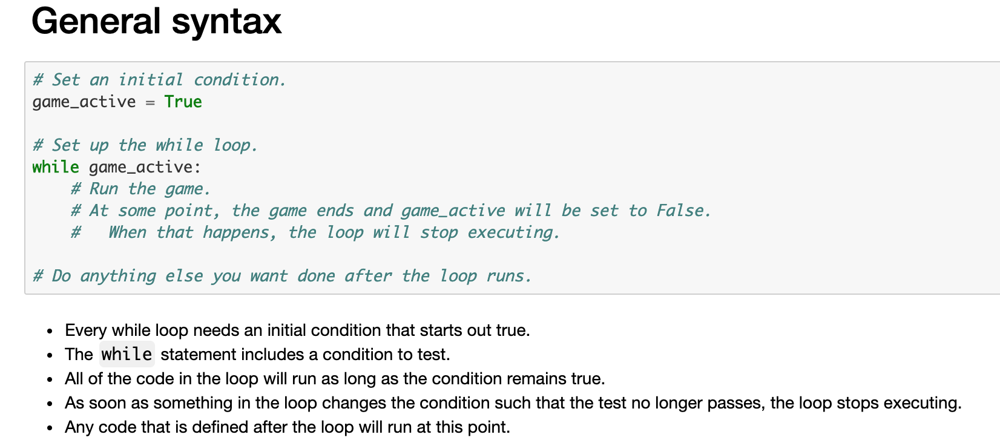 General syntax
# Set an initial condition.
game_active = True
# Set up the while loop.
while game_active:
    # Run the game.
    # At some point, the game ends and game_active will be set to False.
    #   When that happens, the loop will stop executing.
# Do anything else you want done after the loop runs.
• Every while loop needs an initial condition that starts out true.
• The while statement includes a condition to test.
• All of the code in the loop will run as long as the condition remains true.
• As soon as something in the loop changes the condition such that the test no longer passes, the loop stops executing.
• Any code that is defined after the loop will run at this point.